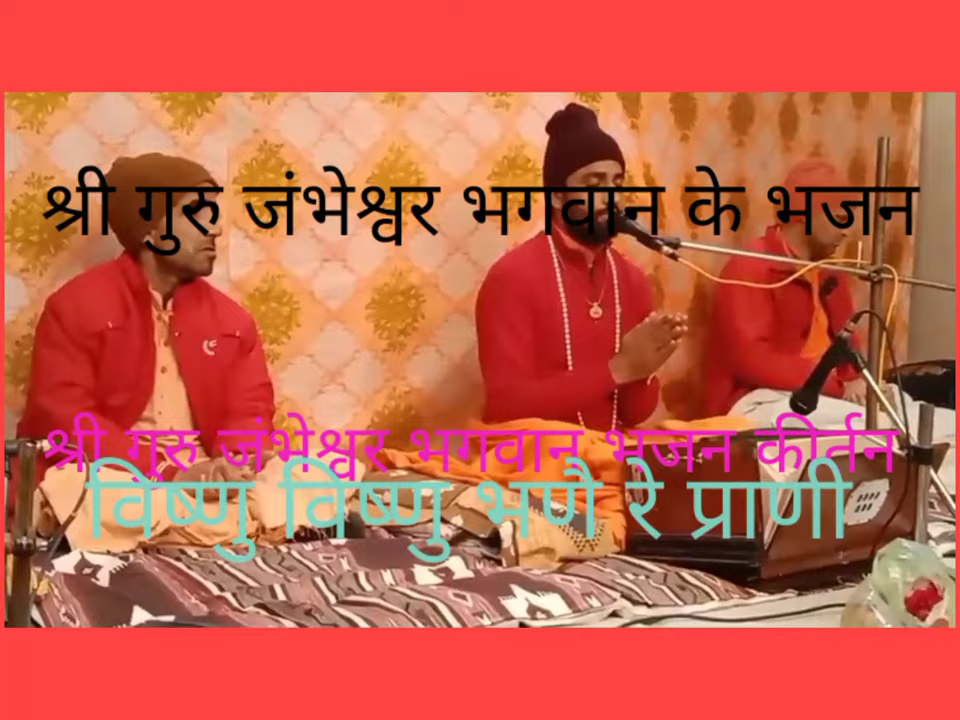 श्री गुरु जंभेश्वर भगवान के भजन
श्री गुरु जंभेश्वर भगवान भजन कीर्तन
विष्णु विष्णु भणै रे प्राणी